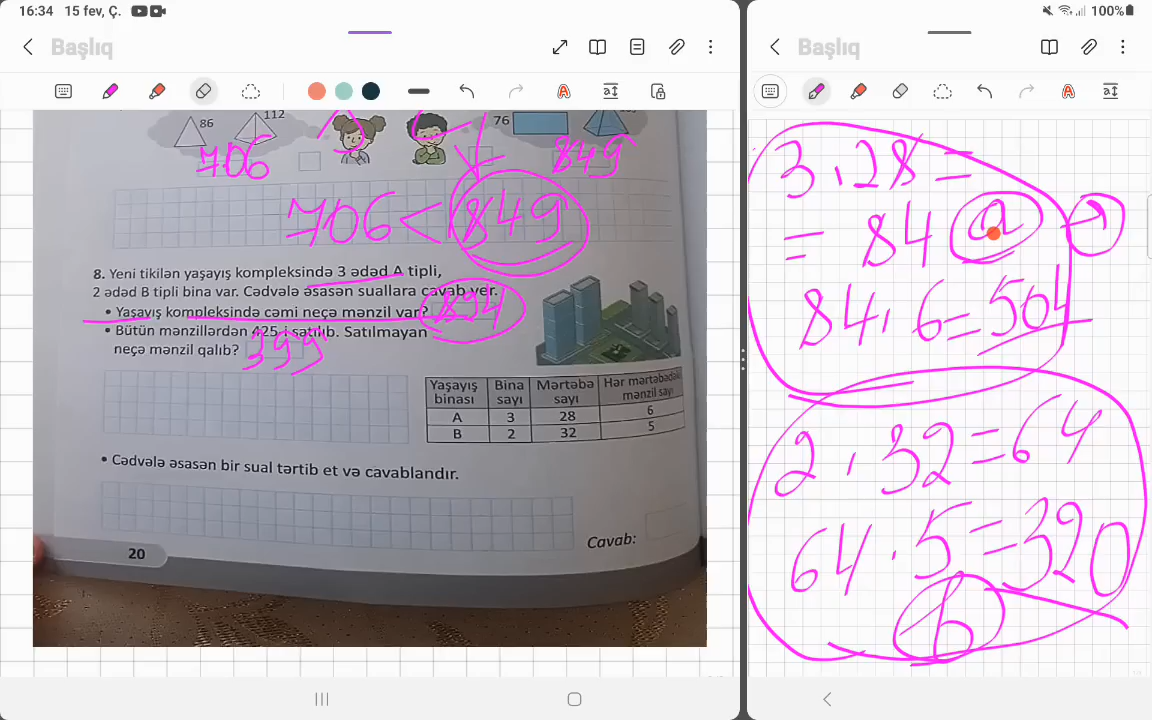 16:34 15 fev, Ç.
100%
Başlıq
Başlıq
86
112
76
706
849
706 < 849
8. Yeni tikilən yaşayış kompleksində 3 ədəd A tipli,
2 ədəd B tipli bina var. Cədvələ əsasən suallara cavab ver.
• Yaşayış kompleksində cəmi neçə mənzil var? 894
• Bütün mənzillərdən 425-i satılıb. Satılmayan
neçə mənzil qalıb? 399
Yaşayış binası Bina sayı Mərtəbə sayı Hər mərtəbədəki mənzil sayı
A 3 28 6
B 2 32 5
• Cədvələ əsasən bir sual tərtib et və cavablandır.
Cavab:
20
3 . 28 =
= 84
84 . 6 = 504
2 . 32 = 64
64 . 5 = 320
b